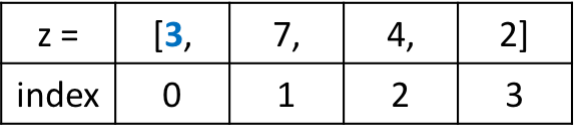 z = [3, 7, 4, 2]
index 0 1 2 3